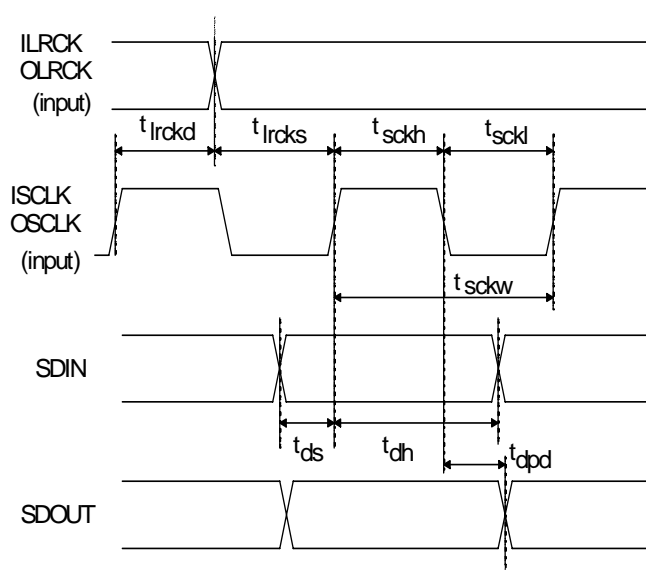 ILRCK
OLRCK
(input)
t lrckd
t lrcks
t sckh
t sckl
ISCLK
OSCLK
(input)
t sckw
SDIN
t ds
t dh
t dpd
SDOUT